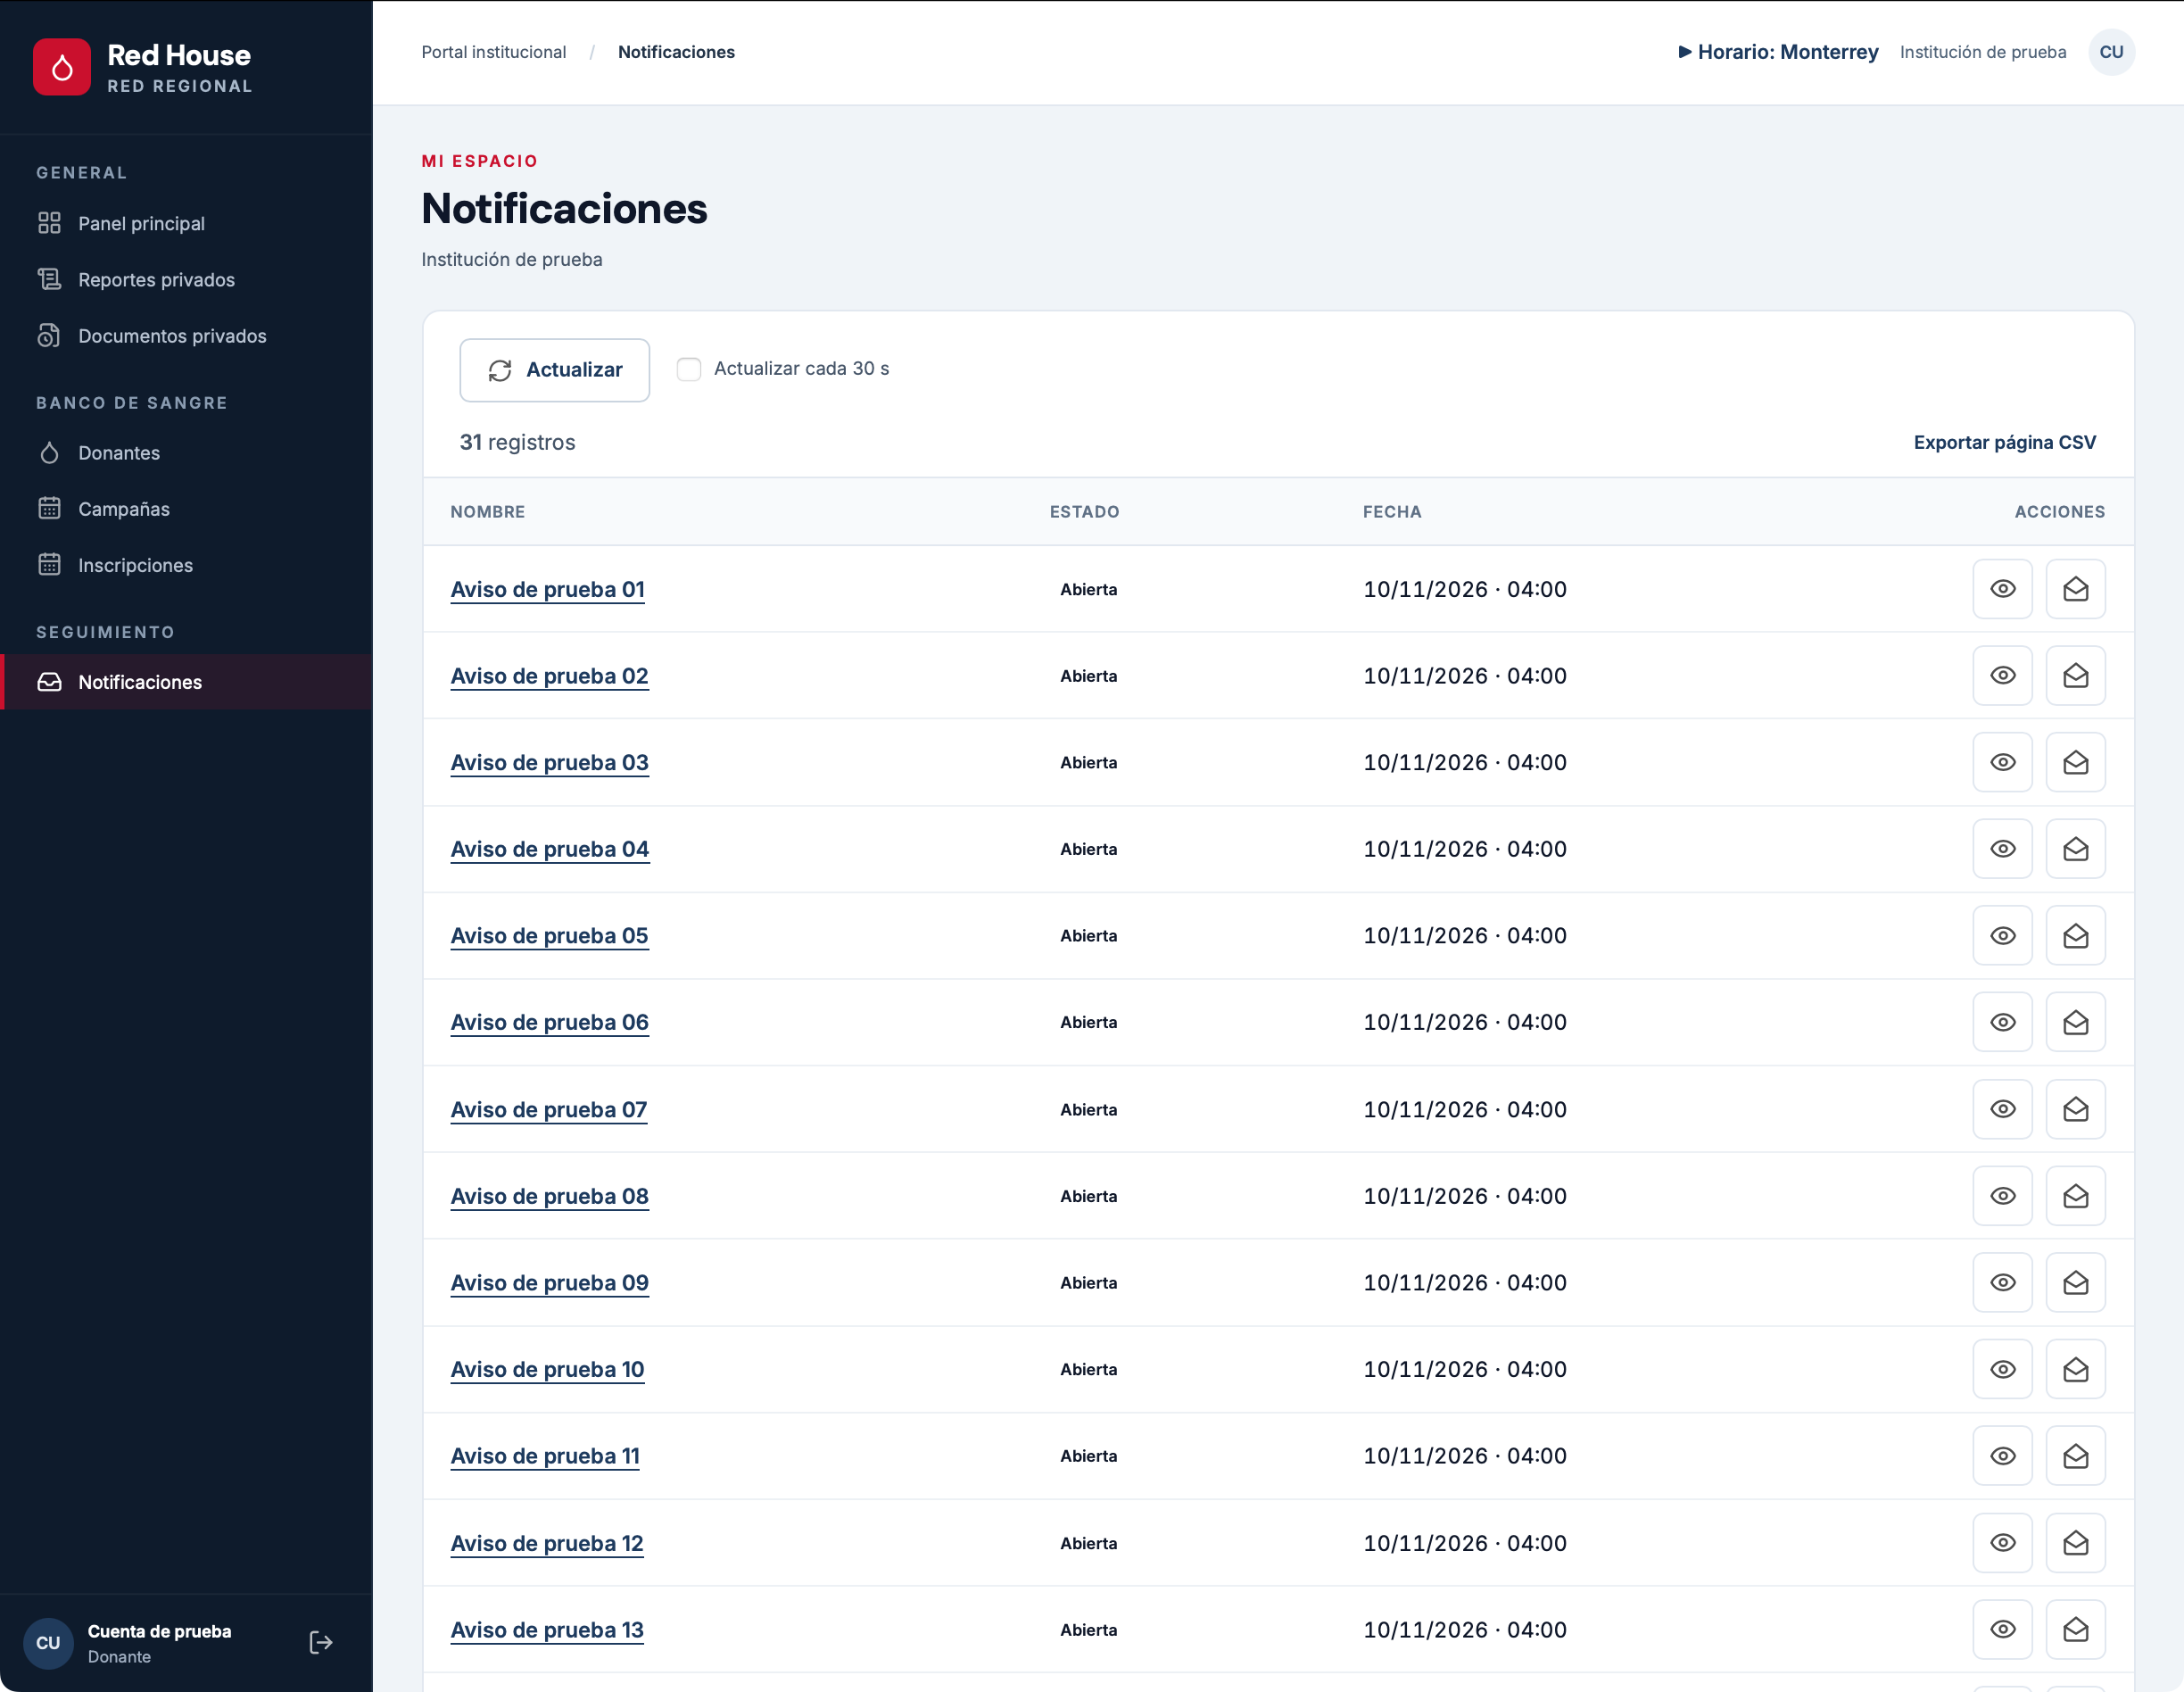 Red House
RED REGIONAL
GENERAL
Panel principal
Reportes privados
Documentos privados
BANCO DE SANGRE
Donantes
Campañas
Inscripciones
SEGUIMIENTO
Notificaciones
CU
Cuenta de prueba
Donante
Portal institucional / Notificaciones
Horario: Monterrey Institución de prueba CU
MI ESPACIO
Notificaciones
Institución de prueba
Actualizar Actualizar cada 30 s
31 registros Exportar página CSV
NOMBRE ESTADO FECHA ACCIONES
Aviso de prueba 01 Abierta 10/11/2026 · 04:00
Aviso de prueba 02 Abierta 10/11/2026 · 04:00
Aviso de prueba 03 Abierta 10/11/2026 · 04:00
Aviso de prueba 04 Abierta 10/11/2026 · 04:00
Aviso de prueba 05 Abierta 10/11/2026 · 04:00
Aviso de prueba 06 Abierta 10/11/2026 · 04:00
Aviso de prueba 07 Abierta 10/11/2026 · 04:00
Aviso de prueba 08 Abierta 10/11/2026 · 04:00
Aviso de prueba 09 Abierta 10/11/2026 · 04:00
Aviso de prueba 10 Abierta 10/11/2026 · 04:00
Aviso de prueba 11 Abierta 10/11/2026 · 04:00
Aviso de prueba 12 Abierta 10/11/2026 · 04:00
Aviso de prueba 13 Abierta 10/11/2026 · 04:00